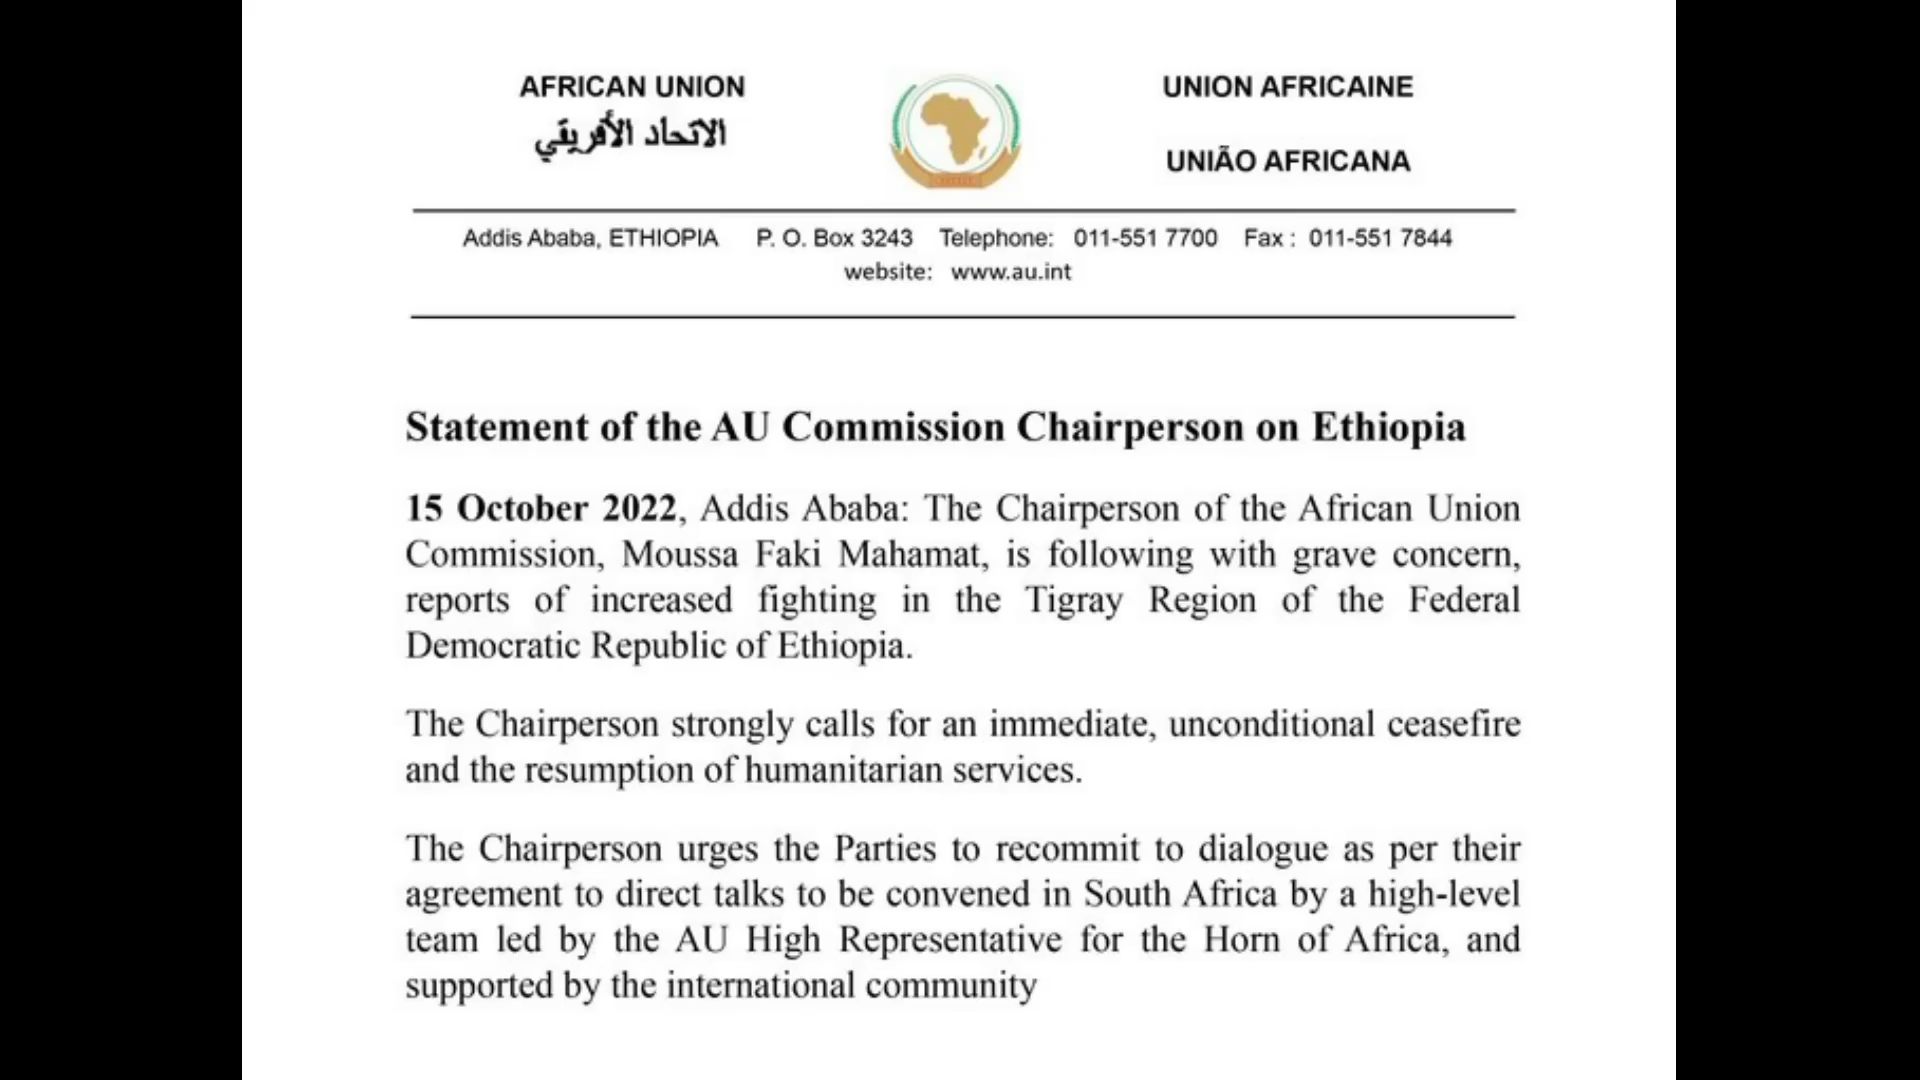 AFRICAN UNION
الاتحاد الأفريقي
UNION AFRICAINE
UNIÃO AFRICANA
Addis Ababa, ETHIOPIA P. O. Box 3243 Telephone: 011-551 7700 Fax : 011-551 7844
website: www.au.int
Statement of the AU Commission Chairperson on Ethiopia
15 October 2022, Addis Ababa: The Chairperson of the African Union
Commission, Moussa Faki Mahamat, is following with grave concern,
reports of increased fighting in the Tigray Region of the Federal
Democratic Republic of Ethiopia.
The Chairperson strongly calls for an immediate, unconditional ceasefire
and the resumption of humanitarian services.
The Chairperson urges the Parties to recommit to dialogue as per their
agreement to direct talks to be convened in South Africa by a high-level
team led by the AU High Representative for the Horn of Africa, and
supported by the international community